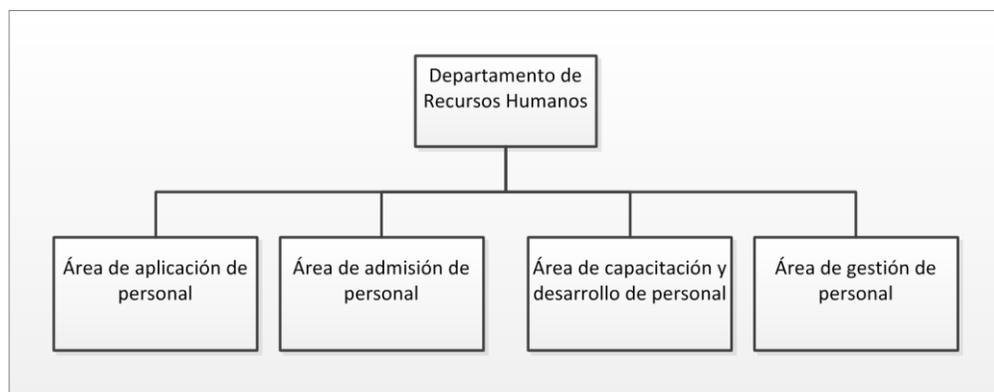 Departamento de
Recursos Humanos
Área de aplicación de
personal
Área de admisión de
personal
Área de capacitación y
desarrollo de personal
Área de gestión de
personal